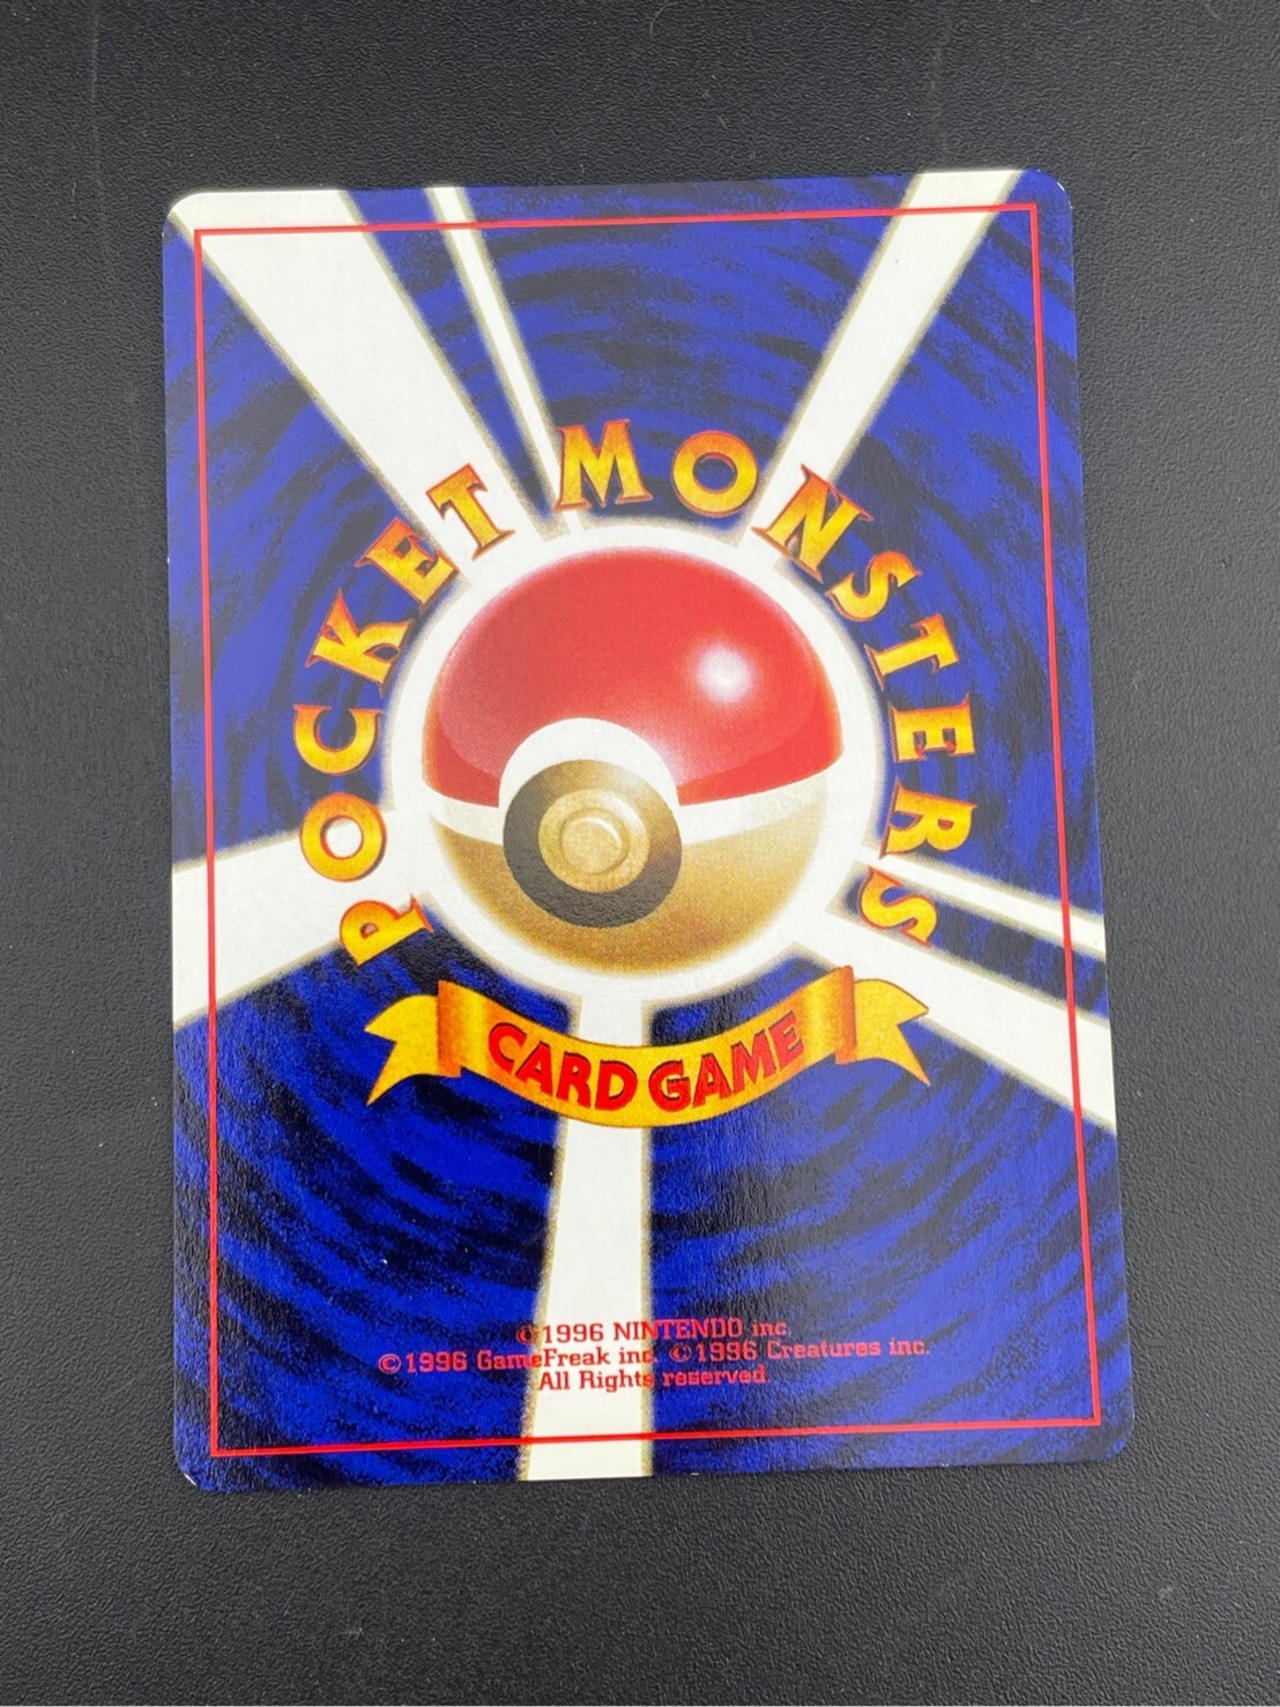 POCKET MONSTERS
CARD GAME
©1996 NINTENDO inc.
©1996 GameFreak inc. ©1996 Creatures inc.
All Rights reserved.